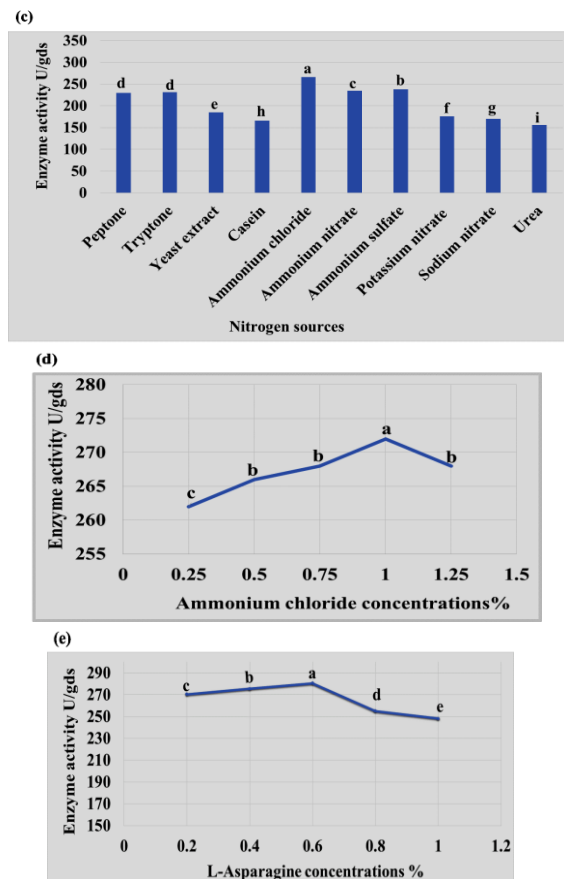 (c)
Enzyme activity U/gds
350
300
250
200
150
100
50
0
d
d
e
h
a
c
b
f
g
i
Peptone
Tryptone
Yeast extract
Casein
Ammonium chloride
Ammonium nitrate
Ammonium sulfate
Potassium nitrate
Sodium nitrate
Urea
Nitrogen sources
(d)
Enzyme activity U/gds
280
275
270
265
260
255
c
b
b
a
b
0 0.25 0.5 0.75 1 1.25 1.5
Ammonium chloride concentrations%
(e)
Enzyme activity U/gds
290
270
250
230
210
190
170
150
c
b
a
d
e
0 0.2 0.4 0.6 0.8 1 1.2
L-Asparagine concentrations %